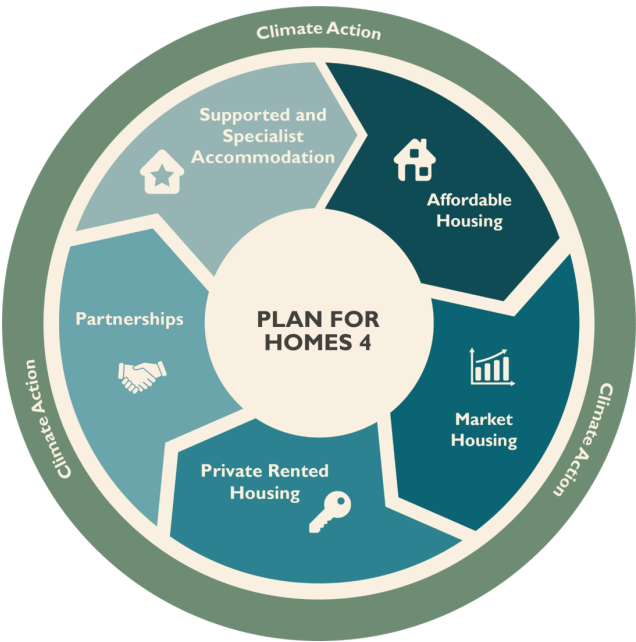 Climate Action
Supported and
Specialist
Accommodation
Affordable
Housing
Partnerships
PLAN FOR
HOMES 4
Market
Housing
Private Rented
Housing
Climate Action
Climate Action